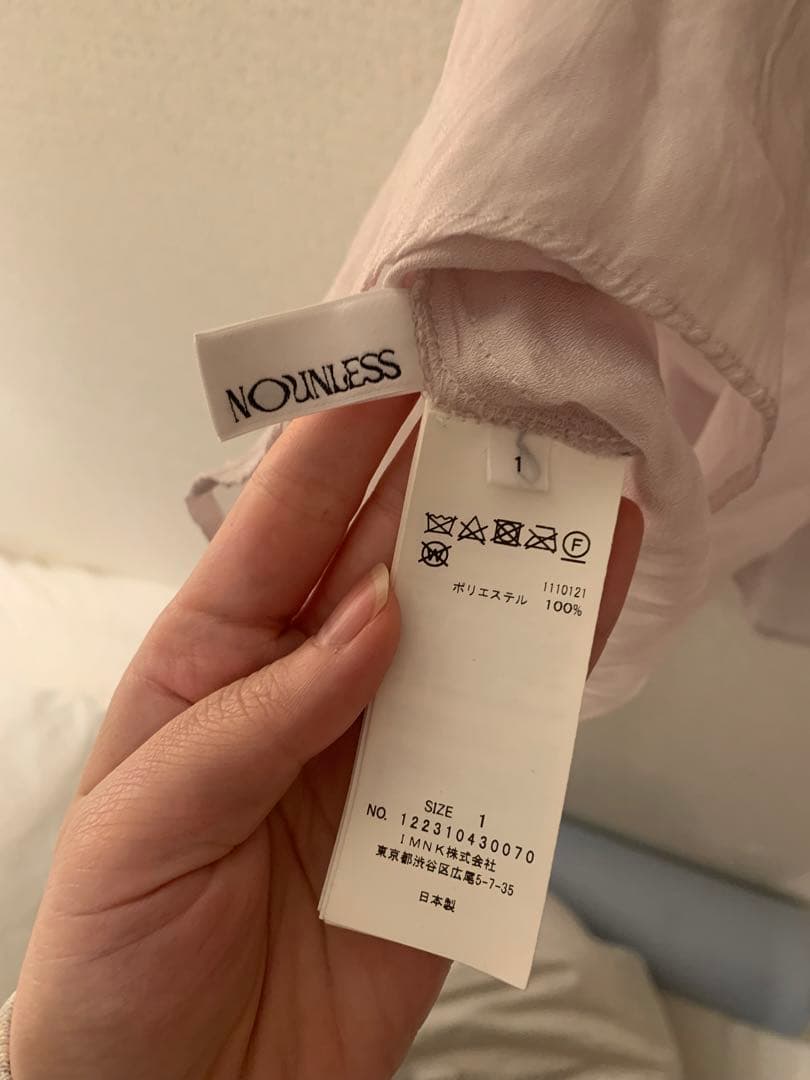 NOUNLESS
1
F
W
1110121
ポリエステル 100%
SIZE 1
NO. 122310430070
IMNK株式会社
東京都渋谷区広尾5-7-35
日本製